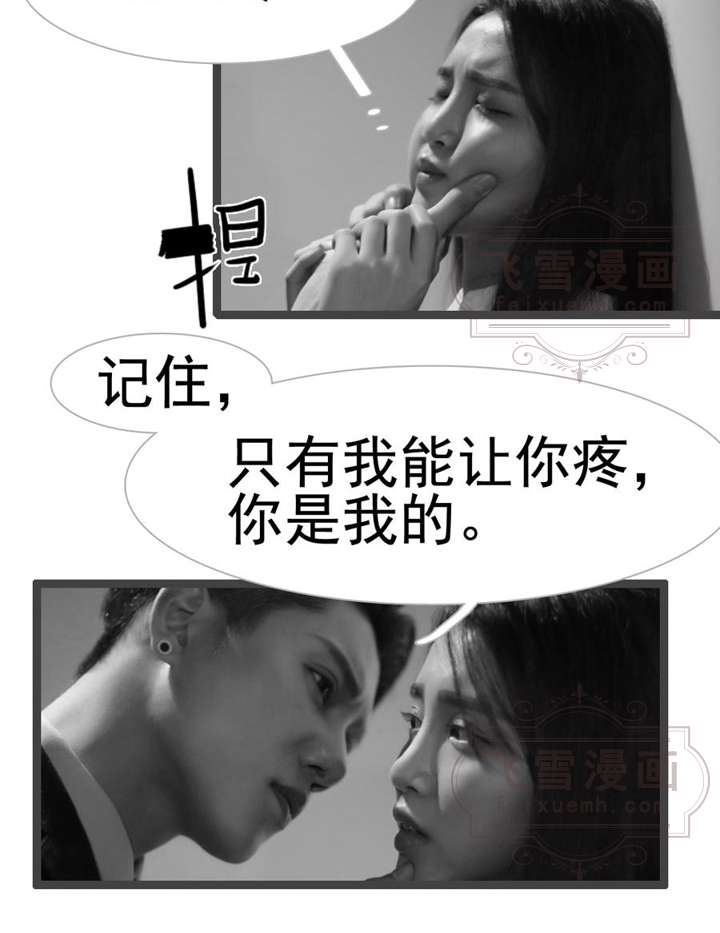 捏
飞雪漫画
feixuemh.com
记住，
只有我能让你疼，
你是我的。
飞雪漫画
feixuemh.com